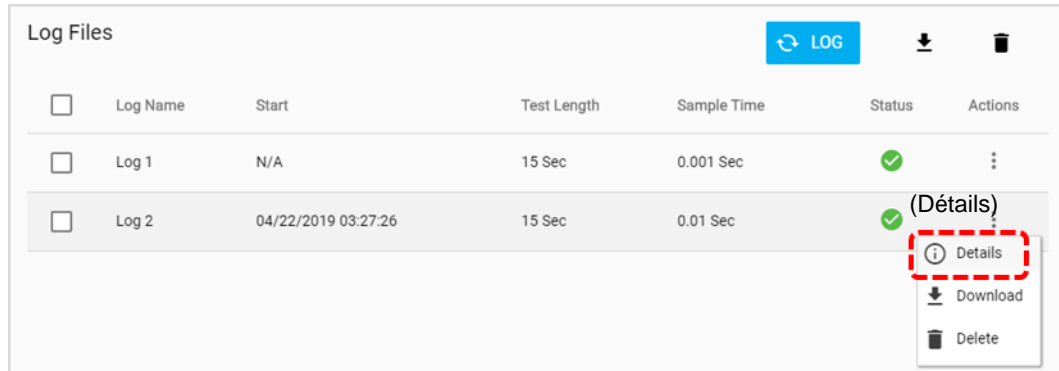 Log Files
LOG
Log Name Start Test Length Sample Time Status Actions
Log 1 N/A 15 Sec 0.001 Sec
(Détails)
Log 2 04/22/2019 03:27:26 15 Sec 0.01 Sec
Details
Download
Delete